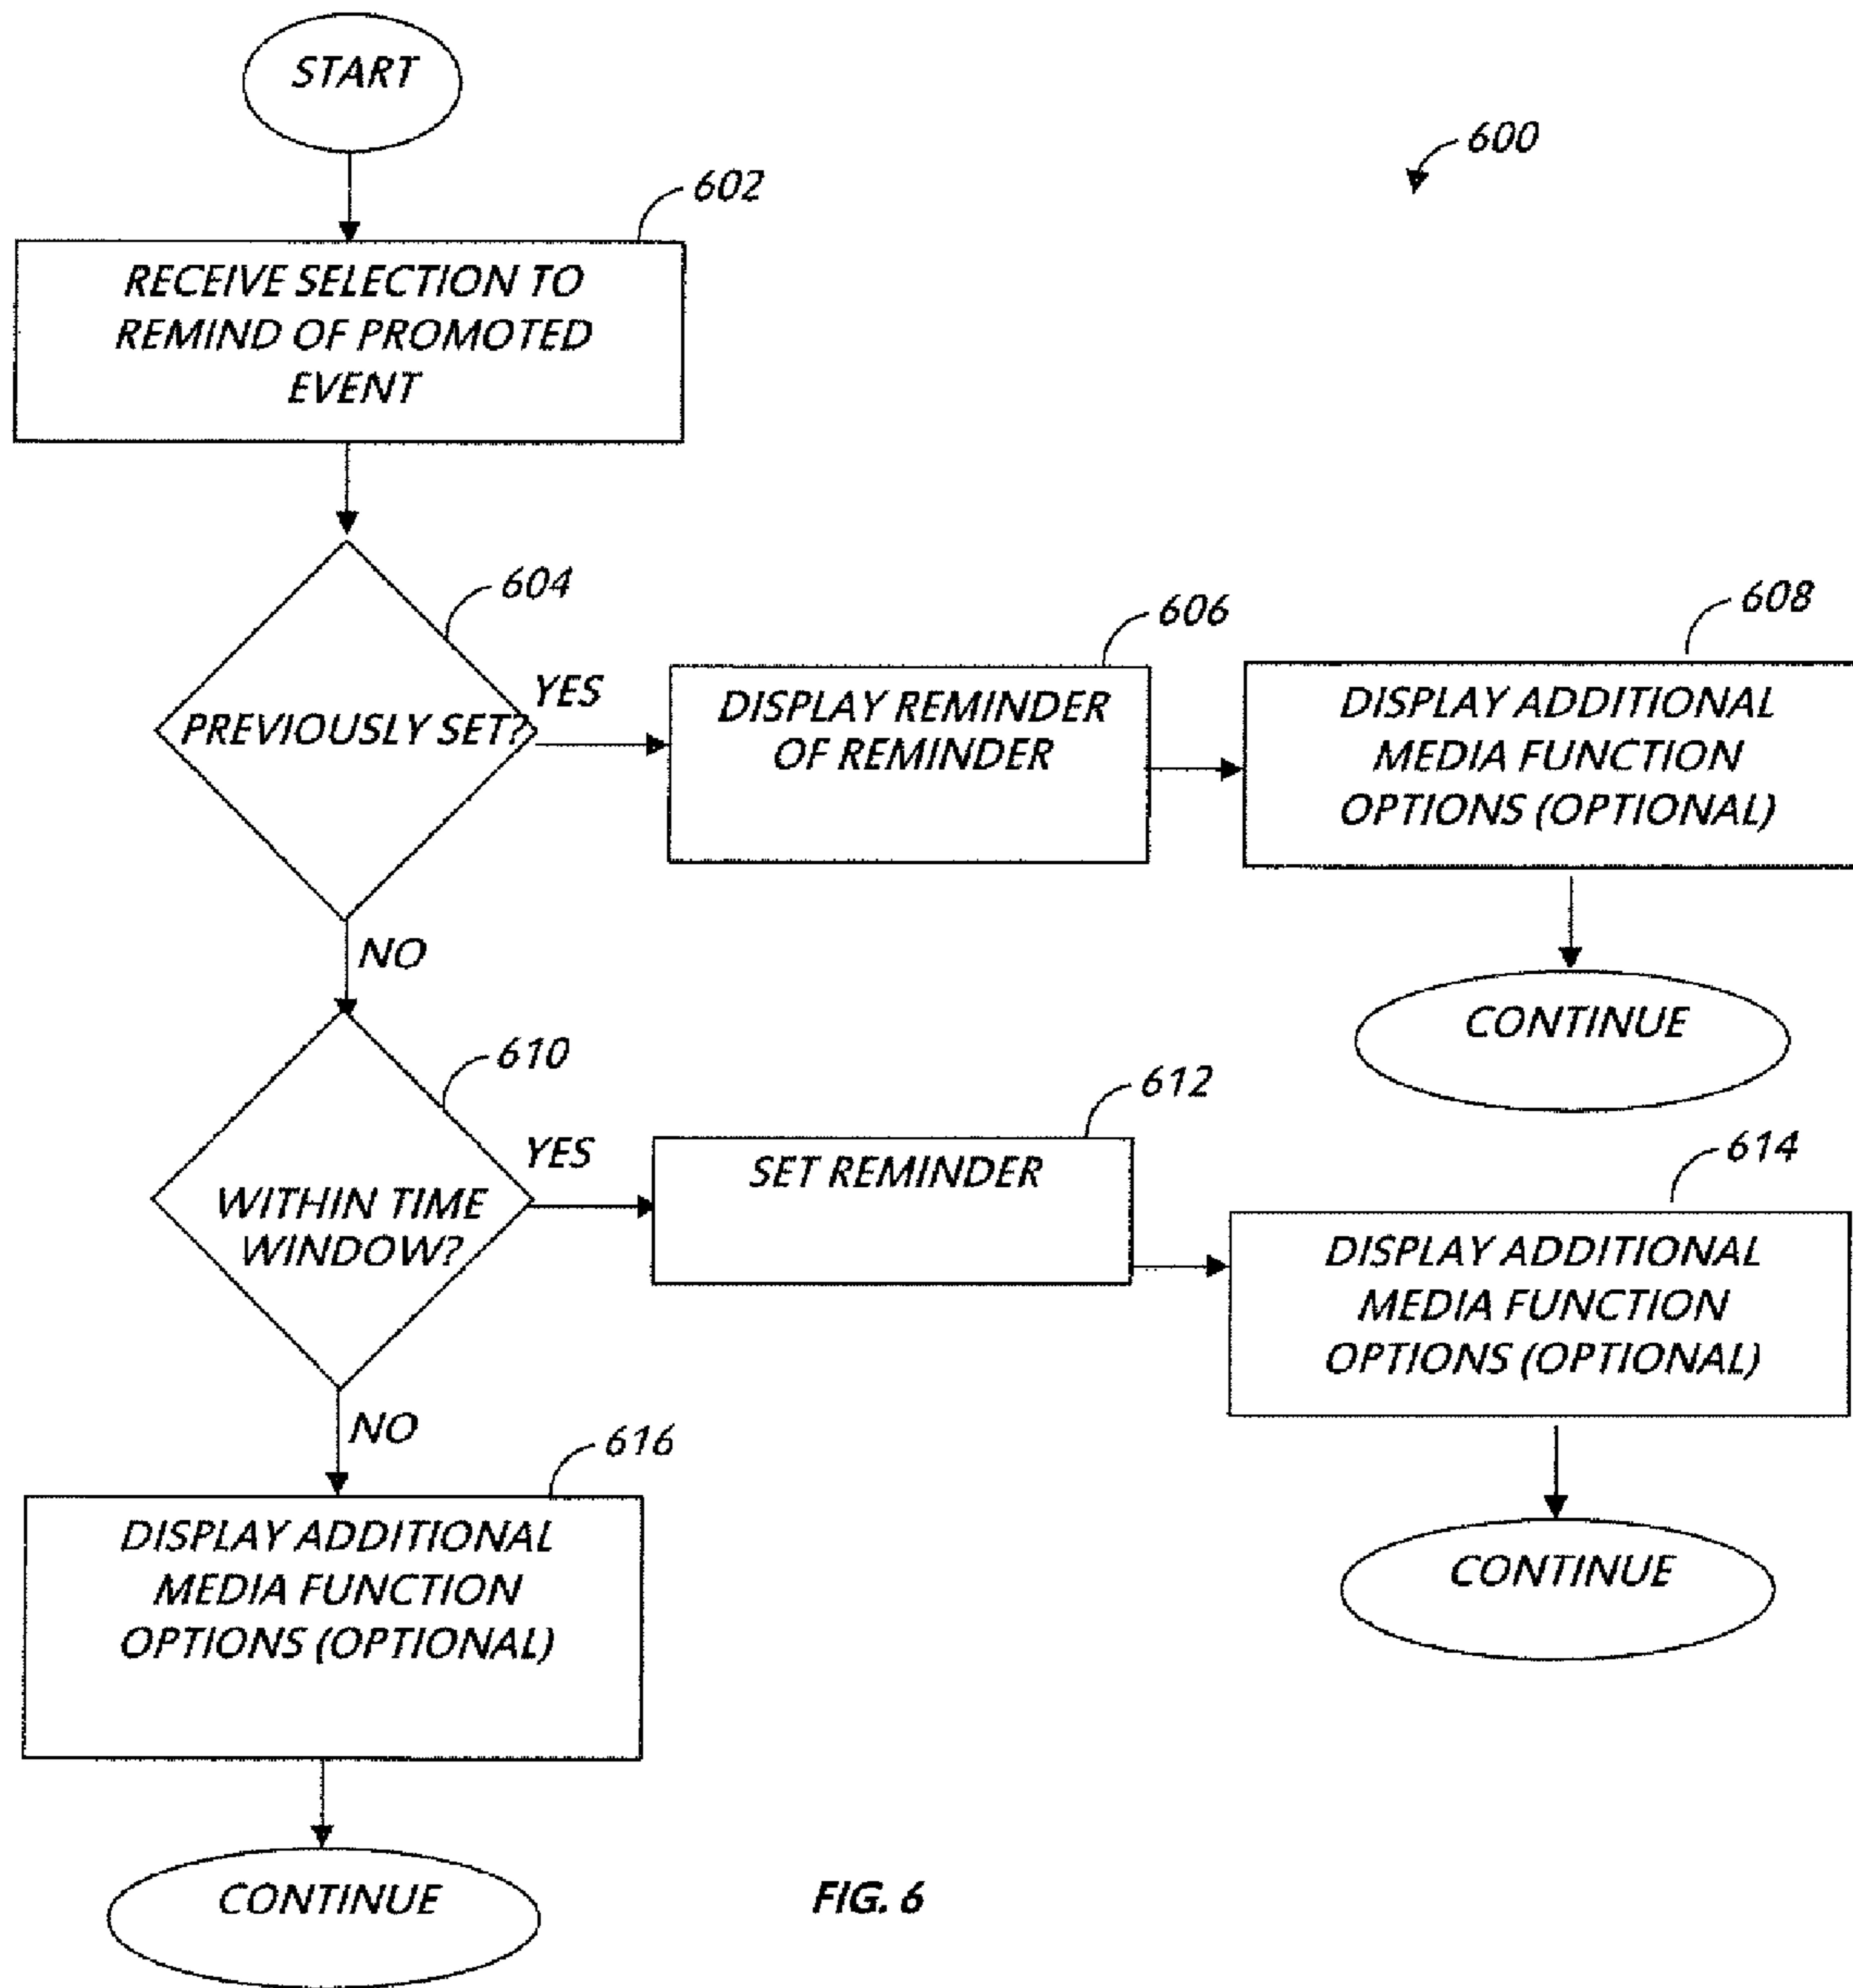 START
600
602
RECEIVE SELECTION TO
REMIND OF PROMOTED
EVENT
604
PREVIOUSLY SET?
YES
606
DISPLAY REMINDER
OF REMINDER
608
DISPLAY ADDITIONAL
MEDIA FUNCTION
OPTIONS (OPTIONAL)
CONTINUE
NO
610
WITHIN TIME
WINDOW?
YES
612
SET REMINDER
614
DISPLAY ADDITIONAL
MEDIA FUNCTION
OPTIONS (OPTIONAL)
CONTINUE
NO
616
DISPLAY ADDITIONAL
MEDIA FUNCTION
OPTIONS (OPTIONAL)
CONTINUE
FIG. 6